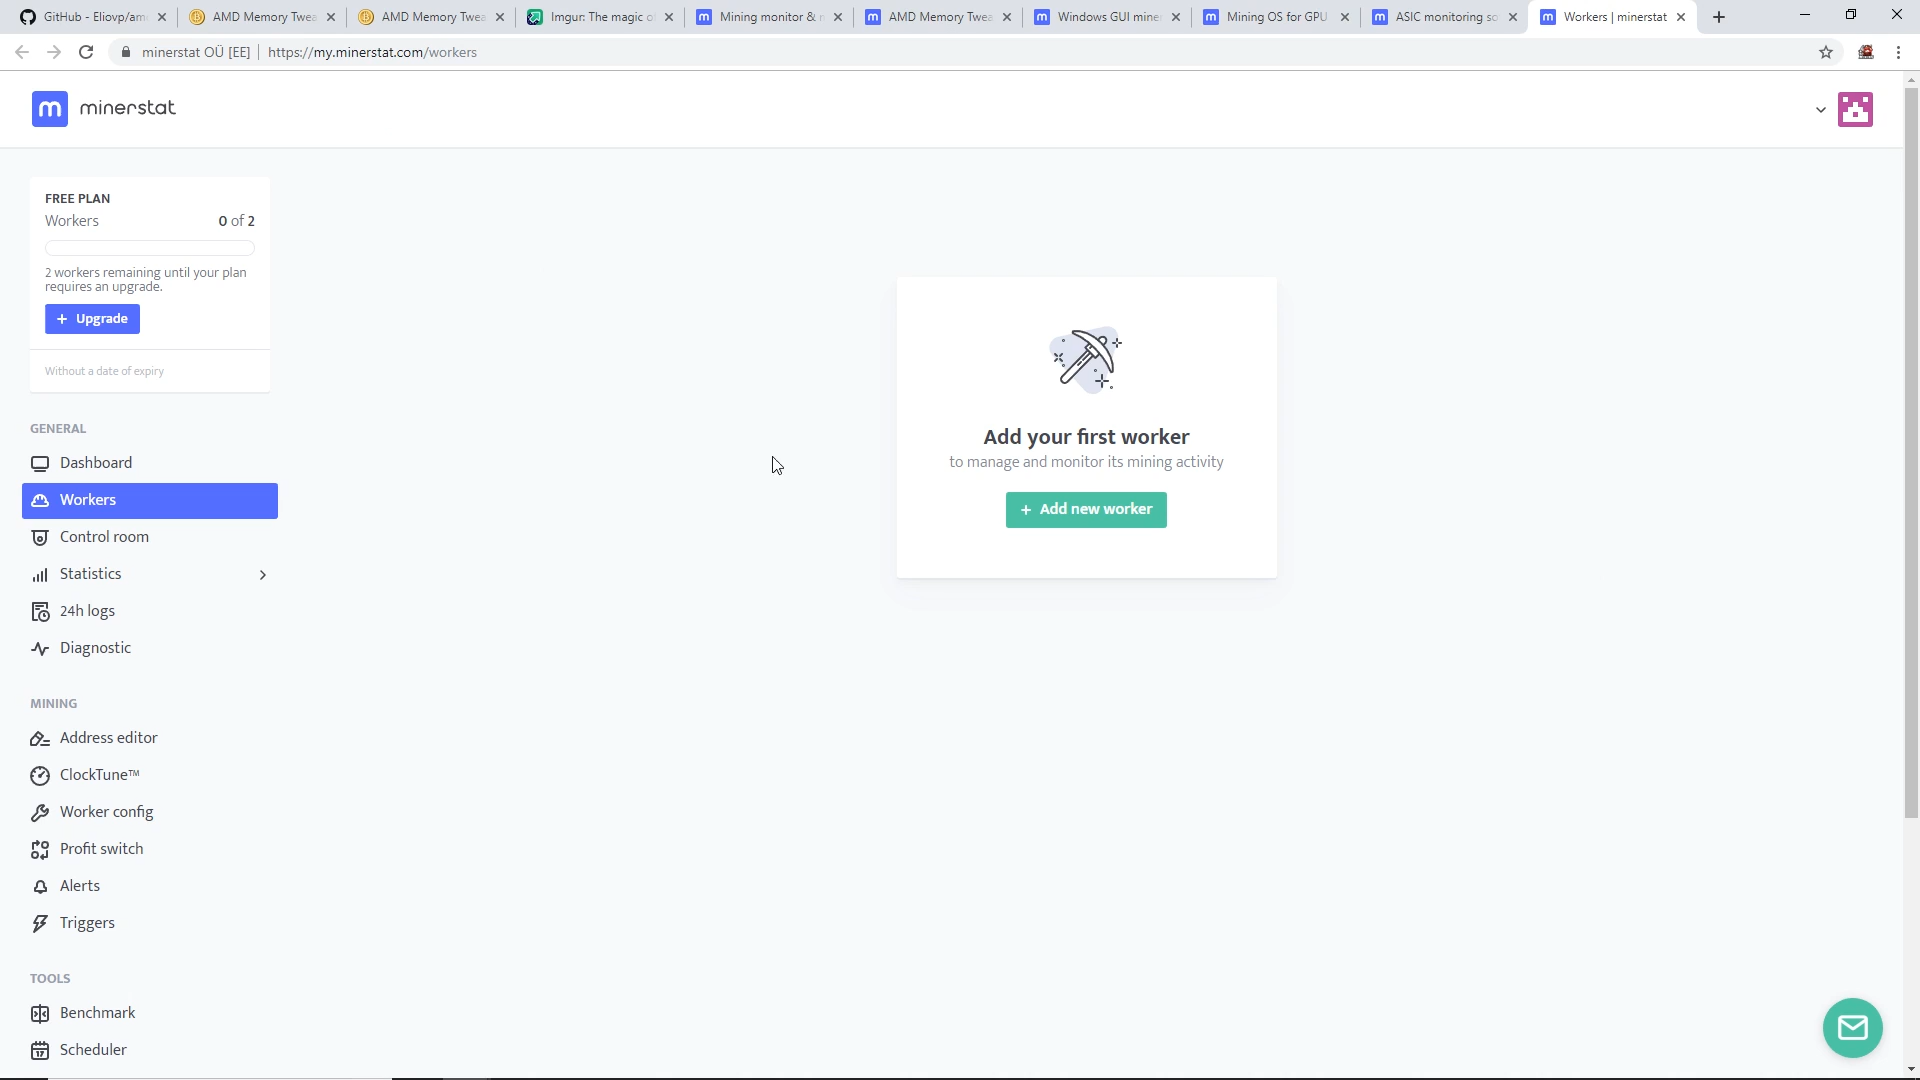 GitHub - Eliovp/am
AMD Memory Twea
AMD Memory Twea
Imgur: The magic o
Mining monitor &
AMD Memory Twea
Windows GUI mine
Mining OS for GPU
ASIC monitoring so
Workers | minerstat
minerstat OÜ [EE]
https://my.minerstat.com/workers
m minerstat
FREE PLAN
Workers 0 of 2
2 workers remaining until your plan
requires an upgrade.
+ Upgrade
Without a date of expiry
GENERAL
Dashboard
Workers
Control room
Statistics
24h logs
Diagnostic
MINING
Address editor
ClockTune™
Worker config
Profit switch
Alerts
Triggers
TOOLS
Benchmark
Scheduler
Add your first worker
to manage and monitor its mining activity
+ Add new worker